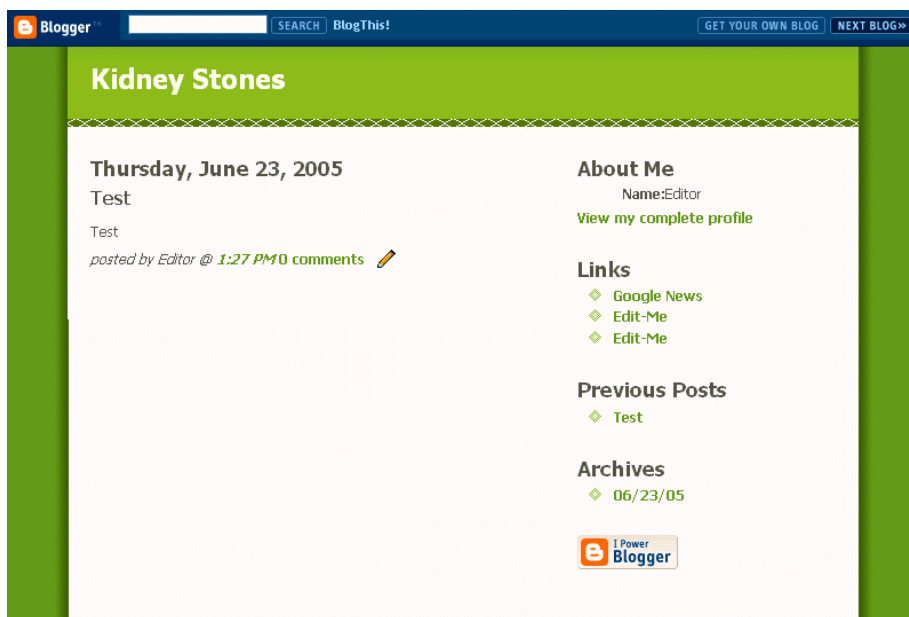 Blogger™ SEARCH BlogThis! GET YOUR OWN BLOG NEXT BLOG»
Kidney Stones
Thursday, June 23, 2005
Test
Test
posted by Editor @ 1:27 PM 0 comments
About Me
Name:Editor
View my complete profile
Links
Google News
Edit-Me
Edit-Me
Previous Posts
Test
Archives
06/23/05
I Power
Blogger